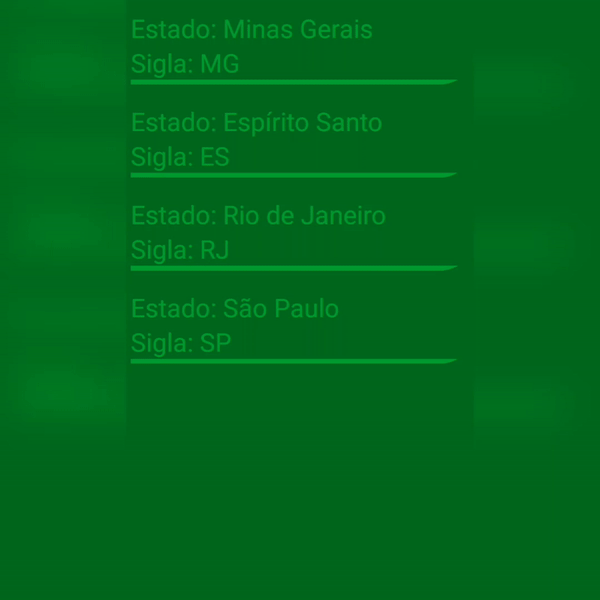 Estado: Minas Gerais
Sigla: MG
Estado: Espírito Santo
Sigla: ES
Estado: Rio de Janeiro
Sigla: RJ
Estado: São Paulo
Sigla: SP